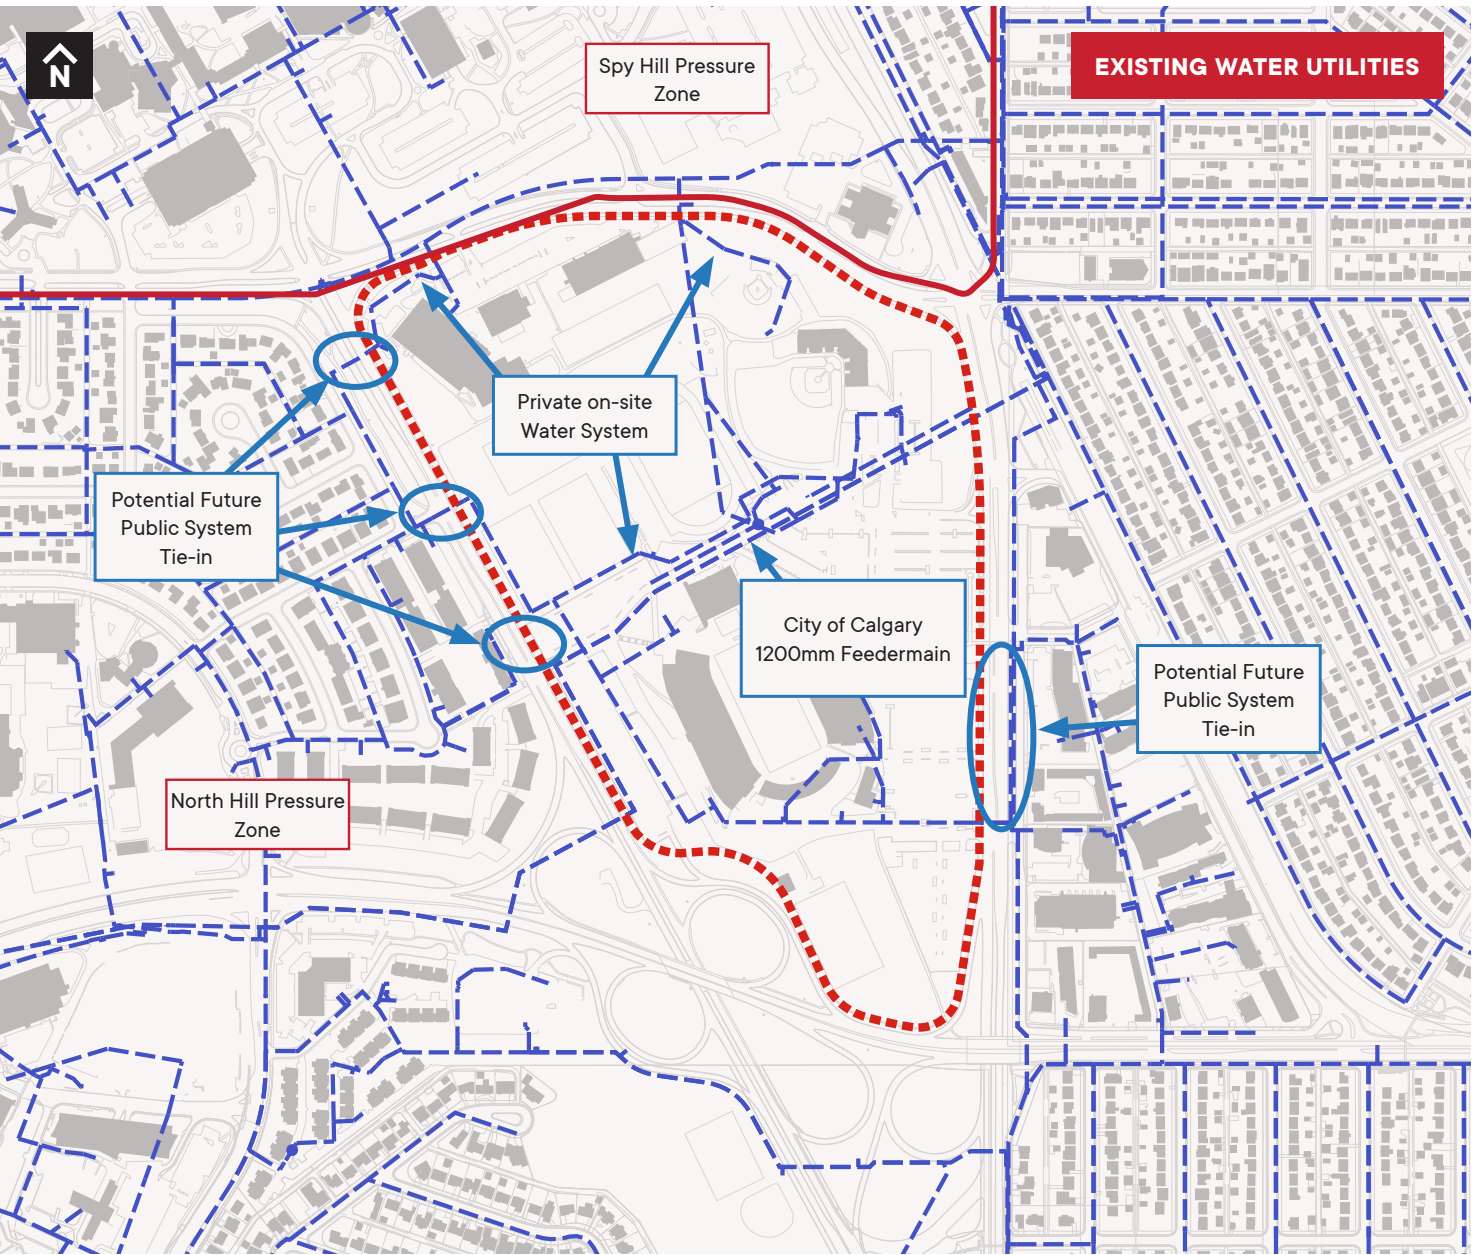 N
EXISTING WATER UTILITIES
Spy Hill Pressure
Zone
Private on-site
Water System
Potential Future
Public System
Tie-in
City of Calgary
1200mm Feedermain
Potential Future
Public System
Tie-in
North Hill Pressure
Zone